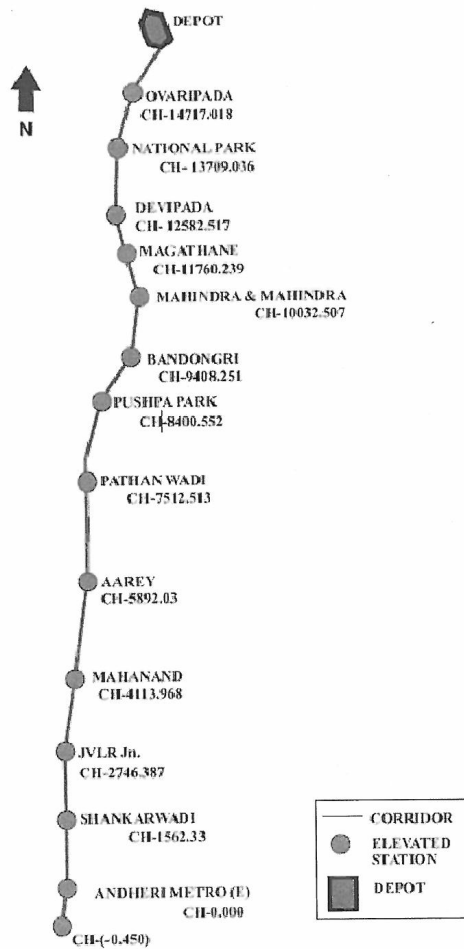 DEPOT
OVARIPADA
CH-14717.018
N
NATIONAL PARK
CH- 13709.036
DEVIPADA
CH- 12582.517
MAGATHANE
CH-11760.239
MAHINDRA & MAHINDRA
CH-10032.507
BANDONGRI
CH-9408.251
PUSHPA PARK
CH-8400.552
PATHAN WADI
CH-7512.513
AAREY
CH-5892.03
MAHANAND
CH-4113.968
JVLR Jn.
CH-2746.387
SHANKARWADI
CH-1562.33
ANDHERI METRO (E)
CH-0.000
CH-(-0.450)
CORRIDOR
ELEVATED
STATION
DEPOT